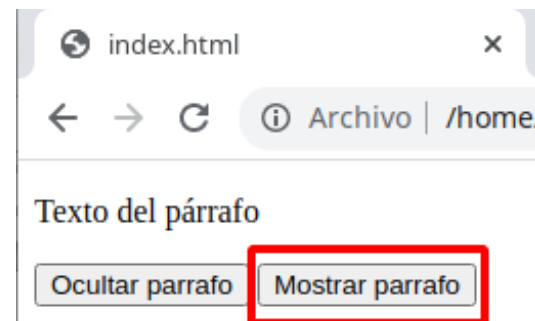 index.html
Archivo | /home
Texto del párrafo
Ocultar parrafo Mostrar parrafo